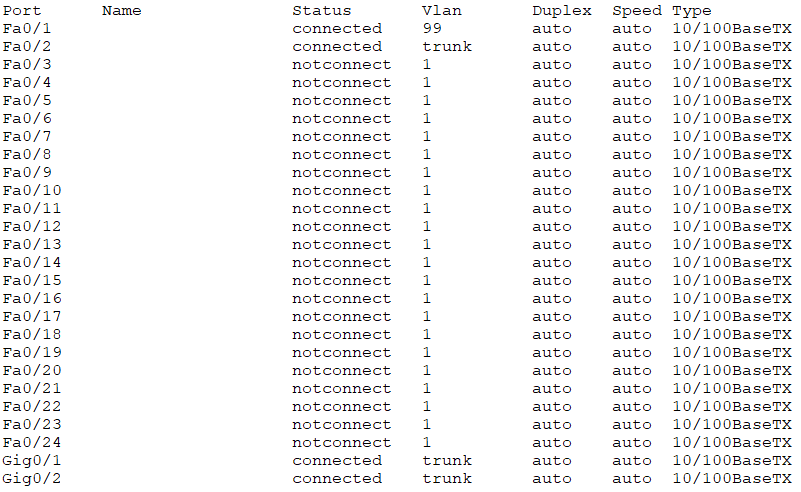 Port      Name               Status       Vlan       Duplex  Speed Type
Fa0/1                        connected    99         auto    auto  10/100BaseTX
Fa0/2                        connected    trunk      auto    auto  10/100BaseTX
Fa0/3                        notconnect   1          auto    auto  10/100BaseTX
Fa0/4                        notconnect   1          auto    auto  10/100BaseTX
Fa0/5                        notconnect   1          auto    auto  10/100BaseTX
Fa0/6                        notconnect   1          auto    auto  10/100BaseTX
Fa0/7                        notconnect   1          auto    auto  10/100BaseTX
Fa0/8                        notconnect   1          auto    auto  10/100BaseTX
Fa0/9                        notconnect   1          auto    auto  10/100BaseTX
Fa0/10                       notconnect   1          auto    auto  10/100BaseTX
Fa0/11                       notconnect   1          auto    auto  10/100BaseTX
Fa0/12                       notconnect   1          auto    auto  10/100BaseTX
Fa0/13                       notconnect   1          auto    auto  10/100BaseTX
Fa0/14                       notconnect   1          auto    auto  10/100BaseTX
Fa0/15                       notconnect   1          auto    auto  10/100BaseTX
Fa0/16                       notconnect   1          auto    auto  10/100BaseTX
Fa0/17                       notconnect   1          auto    auto  10/100BaseTX
Fa0/18                       notconnect   1          auto    auto  10/100BaseTX
Fa0/19                       notconnect   1          auto    auto  10/100BaseTX
Fa0/20                       notconnect   1          auto    auto  10/100BaseTX
Fa0/21                       notconnect   1          auto    auto  10/100BaseTX
Fa0/22                       notconnect   1          auto    auto  10/100BaseTX
Fa0/23                       notconnect   1          auto    auto  10/100BaseTX
Fa0/24                       notconnect   1          auto    auto  10/100BaseTX
Gig0/1                       connected    trunk      auto    auto  10/100BaseTX
Gig0/2                       connected    trunk      auto    auto  10/100BaseTX